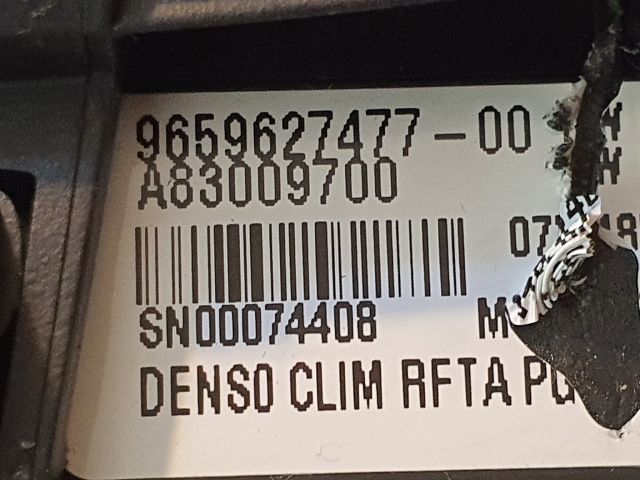 9659627477-00
A83009700
SN00074408
DENSO CLIM RFTA